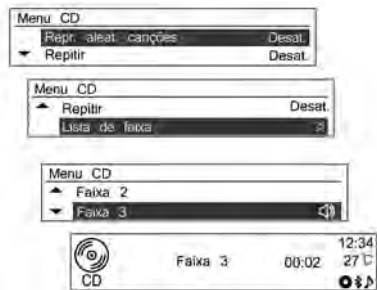 Menu CD
Repr. aleat. canções Desat.
Repitir Desat.
Menu CD
Repitir Desat.
Lista de faixa
Menu CD
Faixa 2
Faixa 3
12:34
CD Faixa 3 00:02 27°C